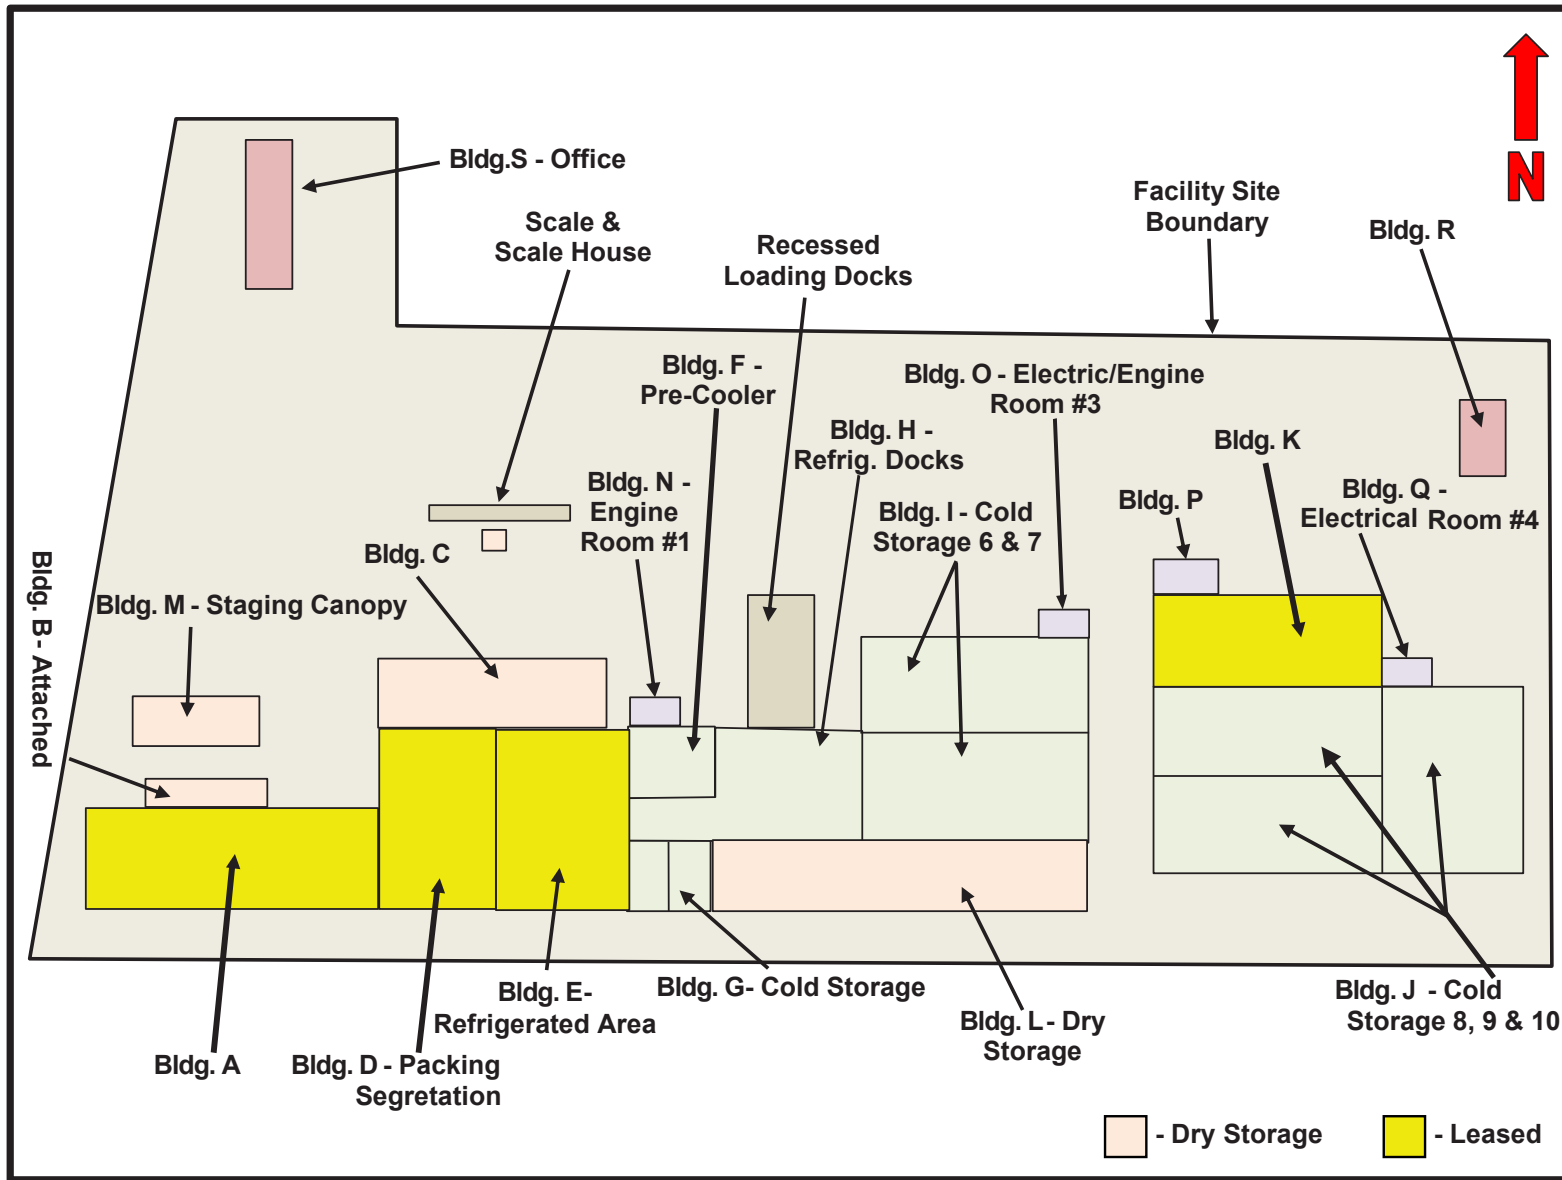 N
Bldg.S - Office
Scale &
Scale House
Recessed
Loading Docks
Facility Site
Boundary
Bldg. R
Bldg. F -
Pre-Cooler
Bldg. O - Electric/Engine
Room #3
Bldg. H -
Refrig. Docks
Bldg. K
Bldg. N -
Engine
Room #1
Bldg. I - Cold
Storage 6 & 7
Bldg. P
Bldg. Q -
Electrical Room #4
Bldg. C
Bldg. B - Attached
Bldg. M - Staging Canopy
Bldg. E-
Refrigerated Area
Bldg. G- Cold Storage
Bldg. L - Dry
Storage
Bldg. J - Cold
Storage 8, 9 & 10
Bldg. A
Bldg. D - Packing
Segretation
- Dry Storage
- Leased